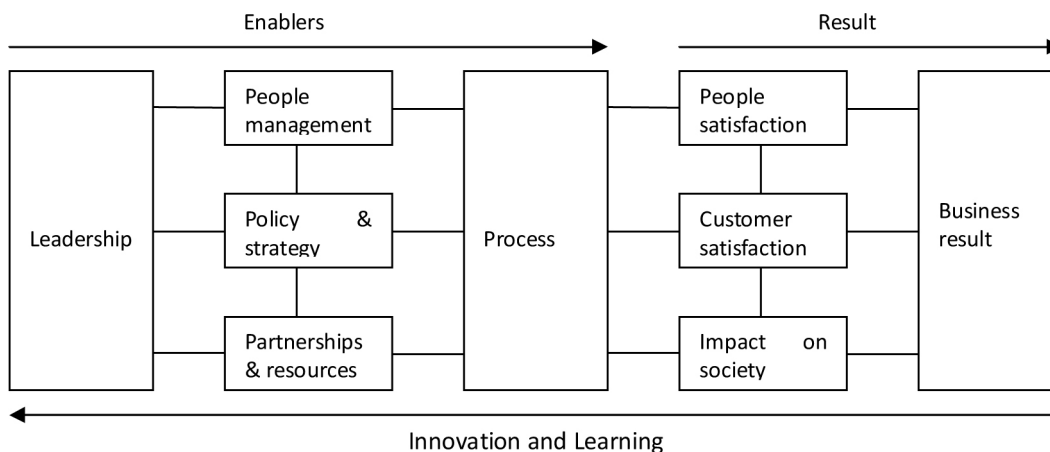 Enablers
Result
People
management
People
satisfaction
Leadership
Policy &
strategy
Process
Customer
satisfaction
Business
result
Partnerships
& resources
Impact on
society
Innovation and Learning